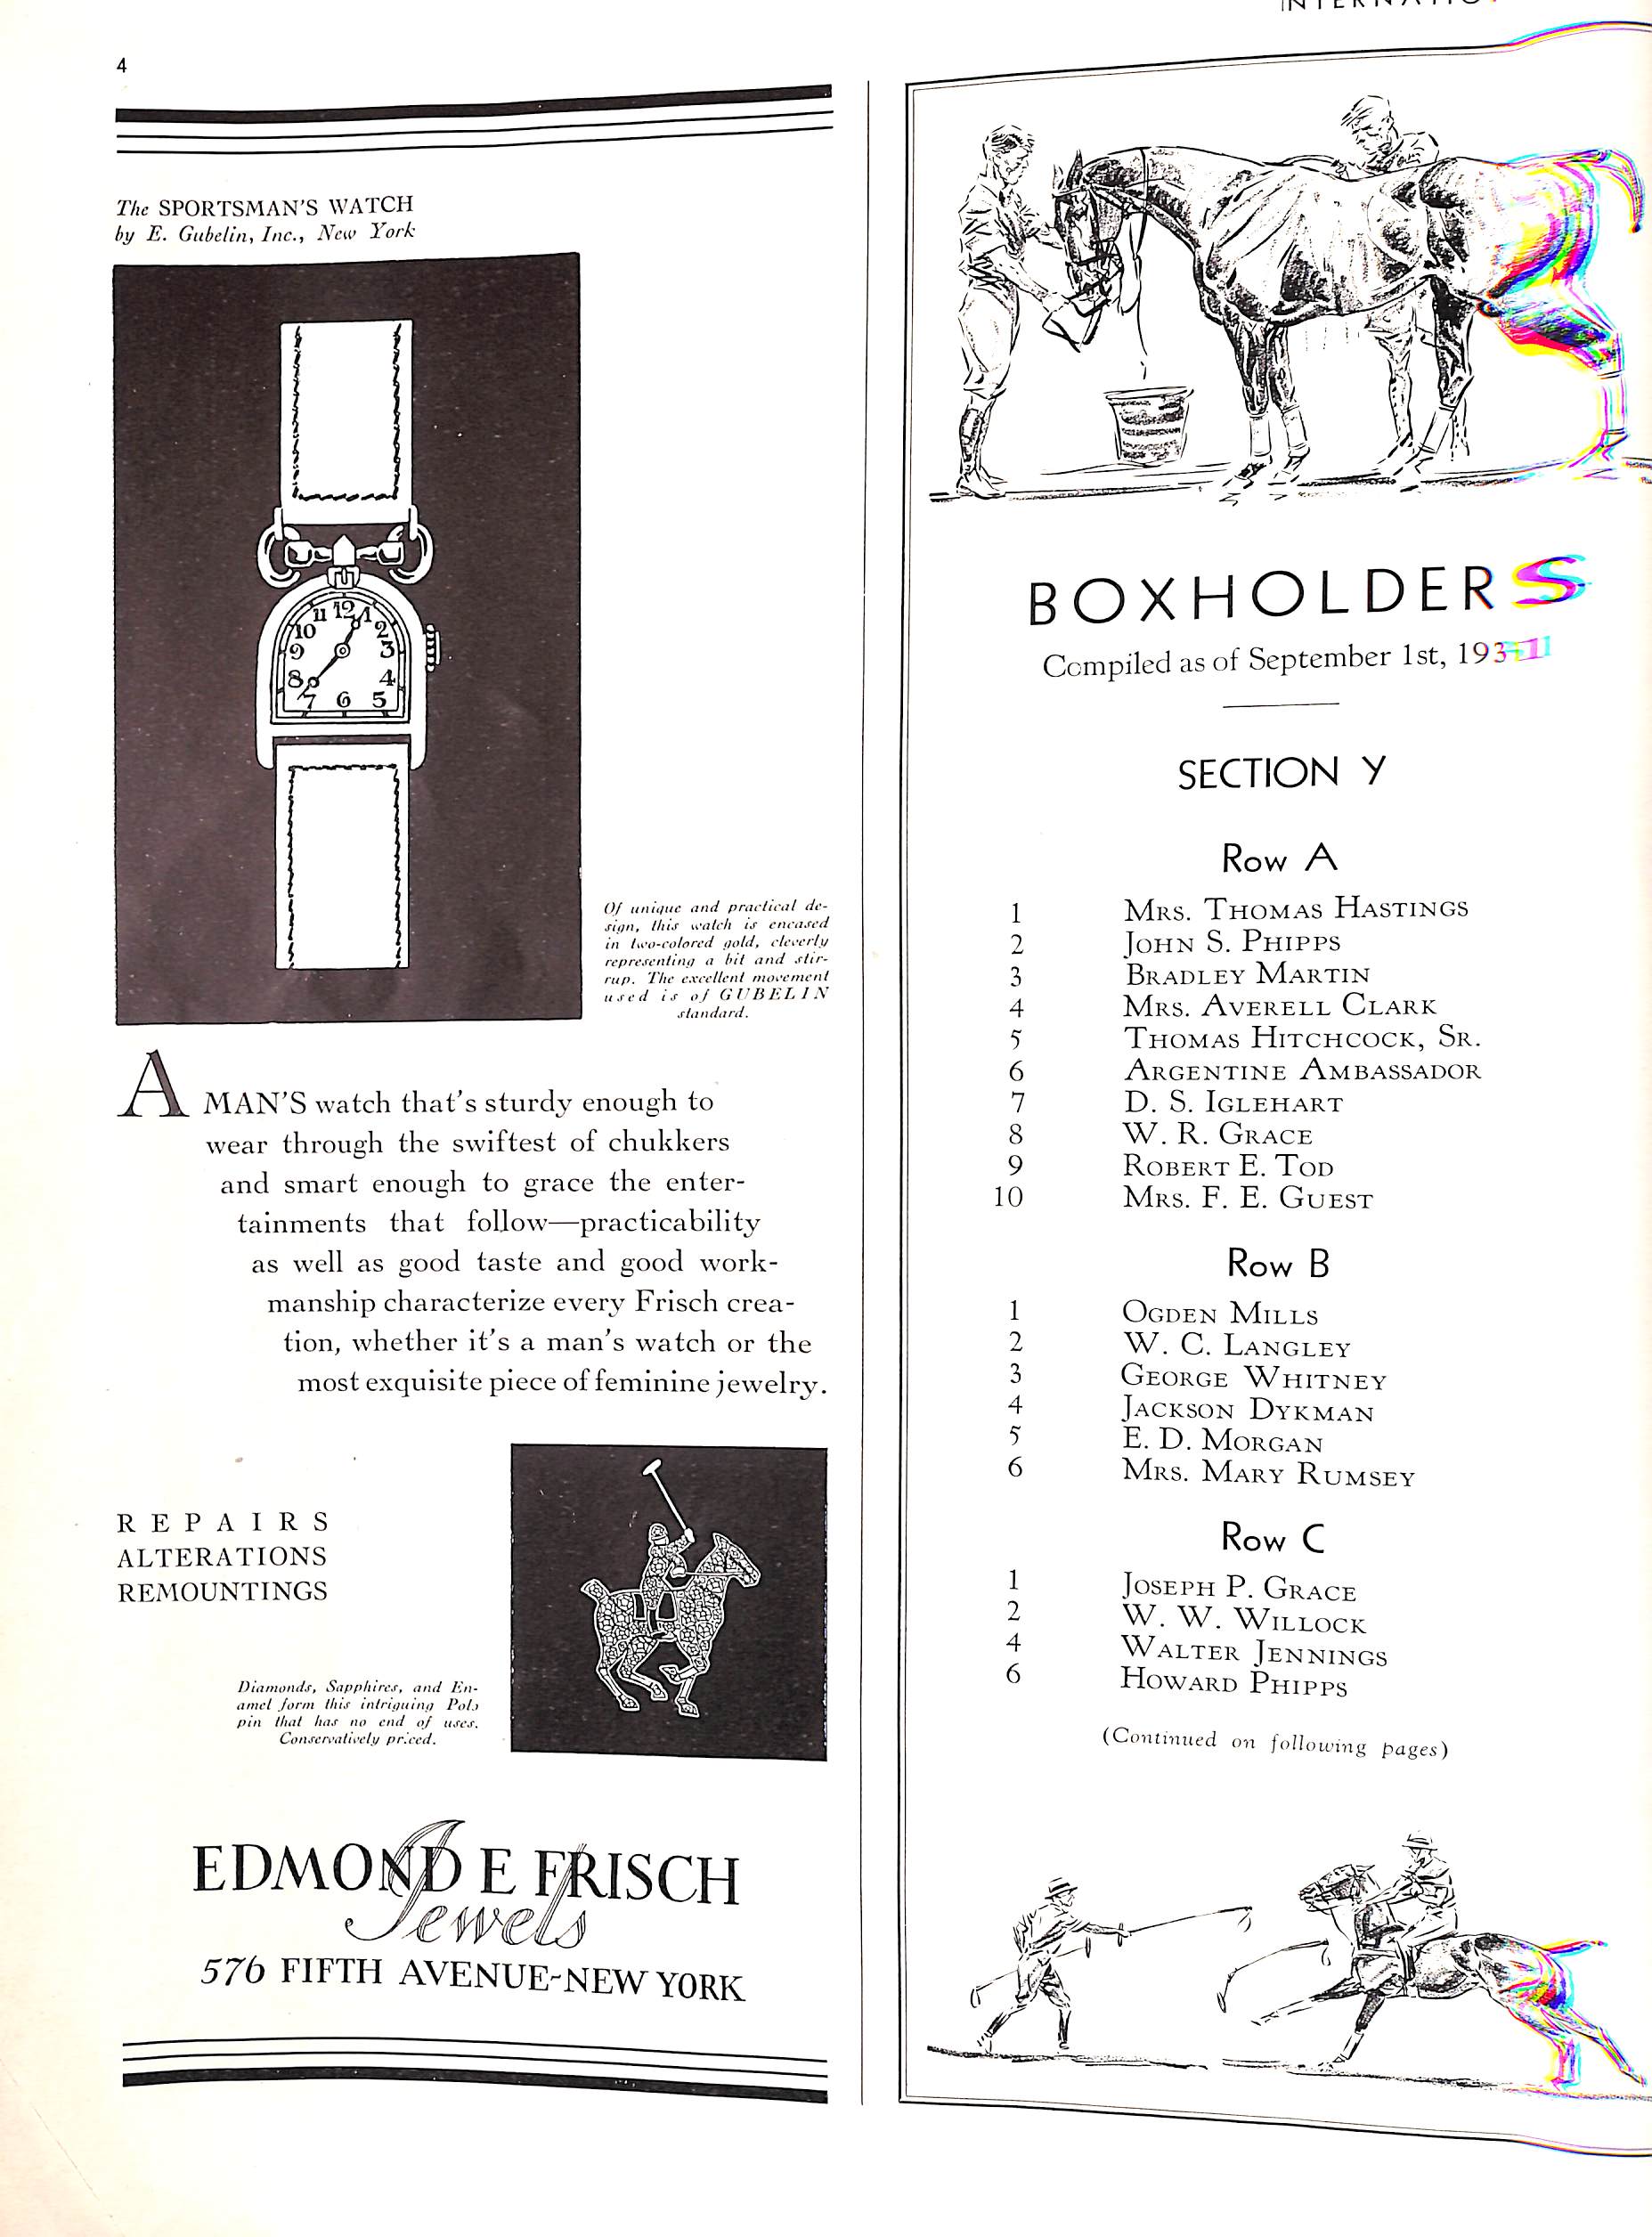 INTERNATIO
4
The SPORTSMAN'S WATCH
by E. Gubelin, Inc., New York
11 12 1
10 2
9 3
8 4
7 6 5
Of unique and practical de-
sign, this watch is encased
in two-colored gold, cleverly
representing a bit and stir-
rup. The excellent movement
used is of GUBELIN
standard.
A MAN'S watch that's sturdy enough to
wear through the swiftest of chukkers
and smart enough to grace the enter-
tainments that follow—practicability
as well as good taste and good work-
manship characterize every Frisch crea-
tion, whether it's a man's watch or the
most exquisite piece of feminine jewelry.
REPAIRS
ALTERATIONS
REMOUNTINGS
Diamonds, Sapphires, and En-
amel form this intriguing Polo
pin that has no end of uses.
Conservatively priced.
EDMOND E FRISCH
Jewels
576 FIFTH AVENUE-NEW YORK
BOXHOLDERS
Compiled as of September 1st,
SECTION Y
Row A
1 MRS. THOMAS HASTINGS
2 JOHN S. PHIPPS
3 BRADLEY MARTIN
4 MRS. AVERELL CLARK
5 THOMAS HITCHCOCK, SR.
6 ARGENTINE AMBASSADOR
7 D. S. IGLEHART
8 W. R. GRACE
9 ROBERT E. TOD
10 MRS. F. E. GUEST
Row B
1 OGDEN MILLS
2 W. C. LANGLEY
3 GEORGE WHITNEY
4 JACKSON DYKMAN
5 E. D. MORGAN
6 MRS. MARY RUMSEY
Row C
1 JOSEPH P. GRACE
2 W. W. WILLOCK
4 WALTER JENNINGS
6 HOWARD PHIPPS
(Continued on following pages)